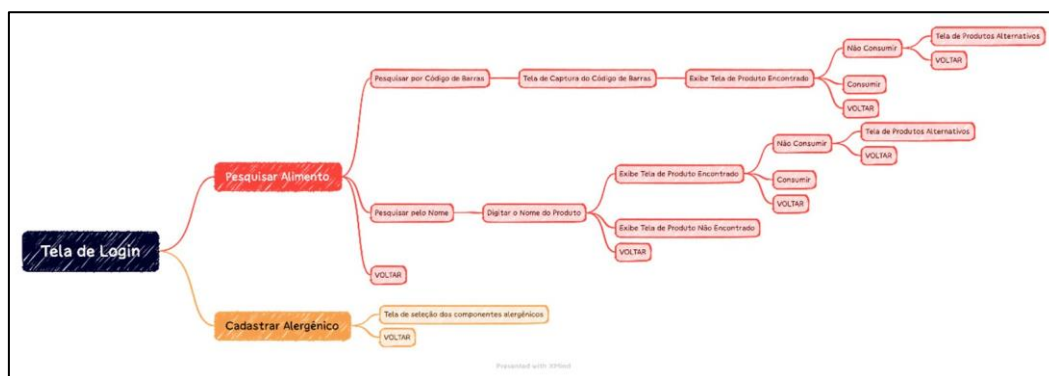 Tela de Login
Pesquisar Alimento
Pesquisar por Código de Barras
Tela de Captura do Código de Barras
Exibe Tela de Produto Encontrado
Não Consumir
Tela de Produtos Alternativos
VOLTAR
Consumir
VOLTAR
Pesquisar pelo Nome
Digitar o Nome do Produto
Exibe Tela de Produto Encontrado
Não Consumir
Tela de Produtos Alternativos
VOLTAR
Consumir
VOLTAR
Exibe Tela de Produto Não Encontrado
VOLTAR
VOLTAR
Cadastrar Alergênico
Tela de seleção dos componentes alergênicos
VOLTAR
Presented with XMind